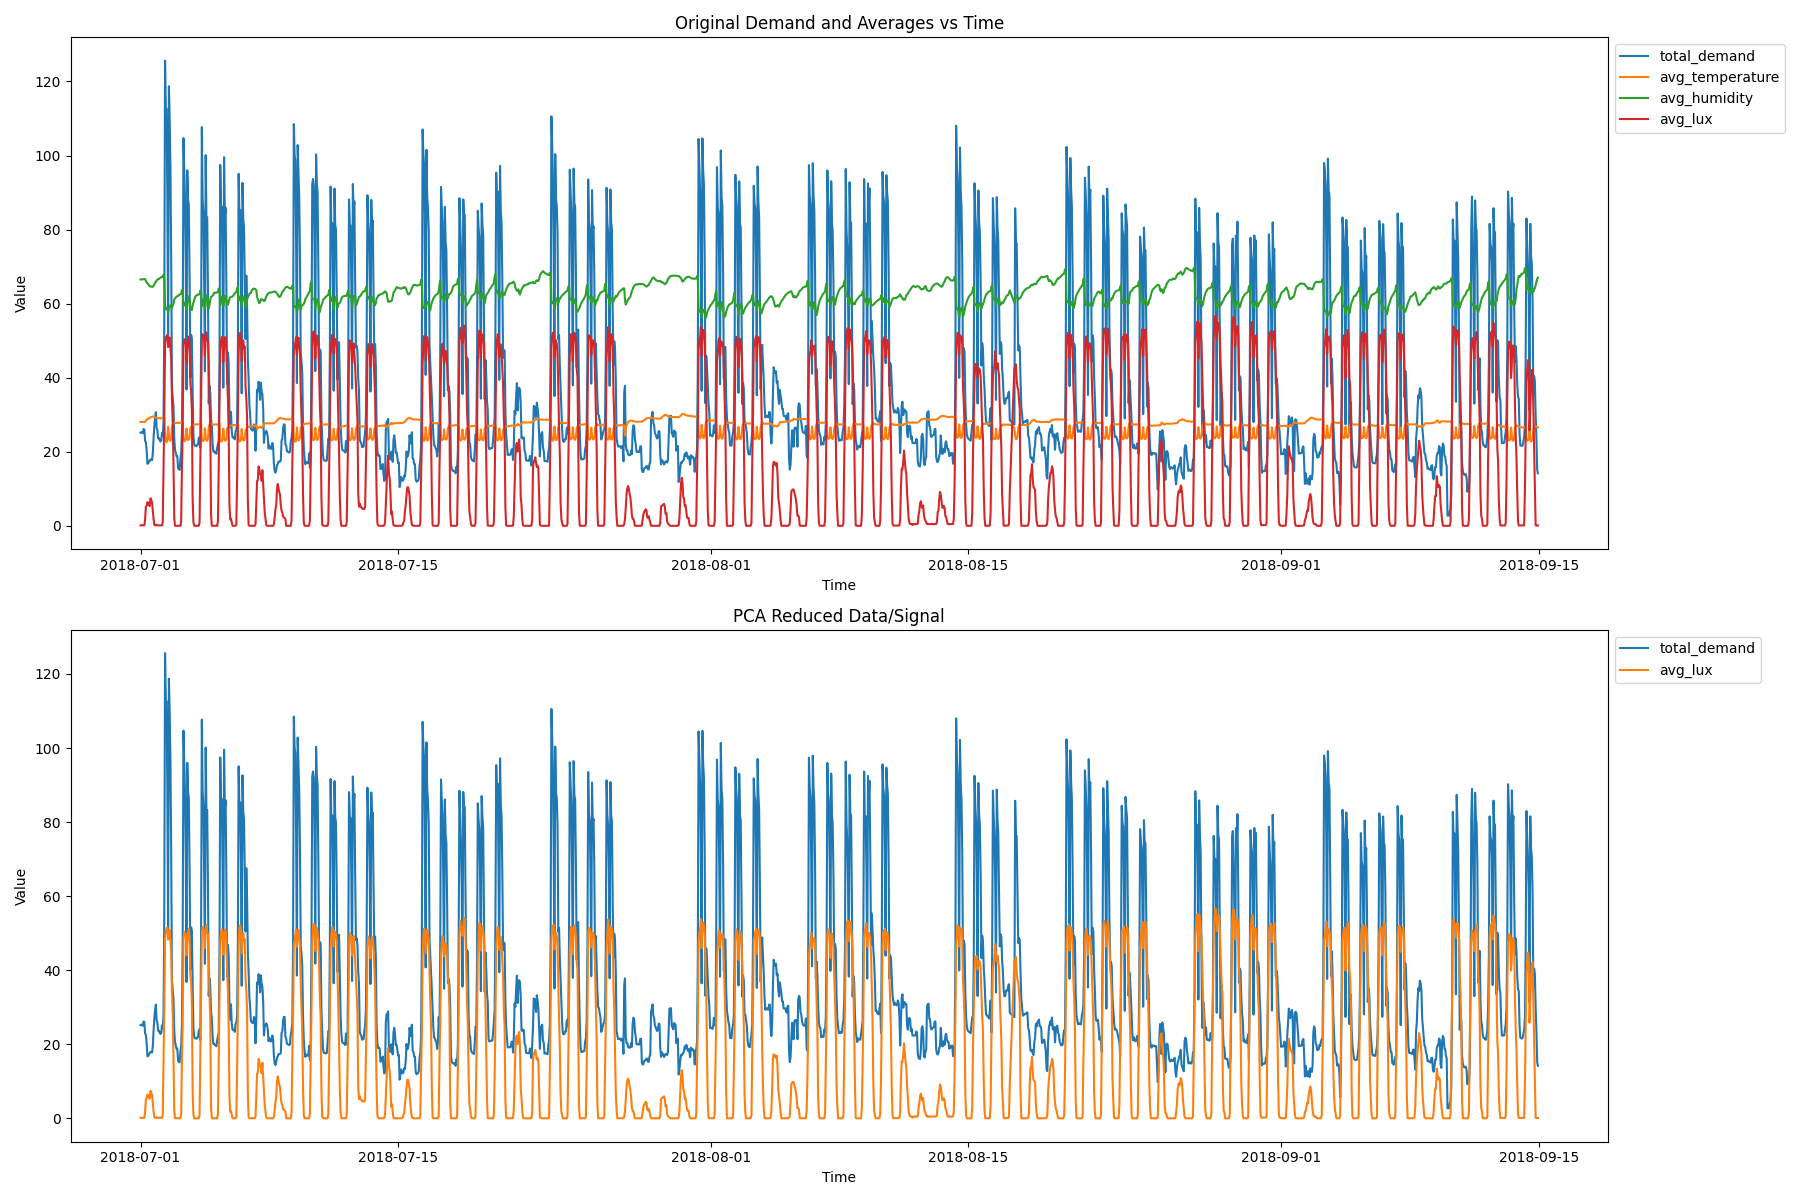 Original Demand and Averages vs Time
total_demand
avg_temperature
avg_humidity
avg_lux
Value
120
100
80
60
40
20
0
2018-07-01
2018-07-15
2018-08-01
2018-08-15
2018-09-01
2018-09-15
Time
PCA Reduced Data/Signal
total_demand
avg_lux
Value
120
100
80
60
40
20
0
2018-07-01
2018-07-15
2018-08-01
2018-08-15
2018-09-01
2018-09-15
Time